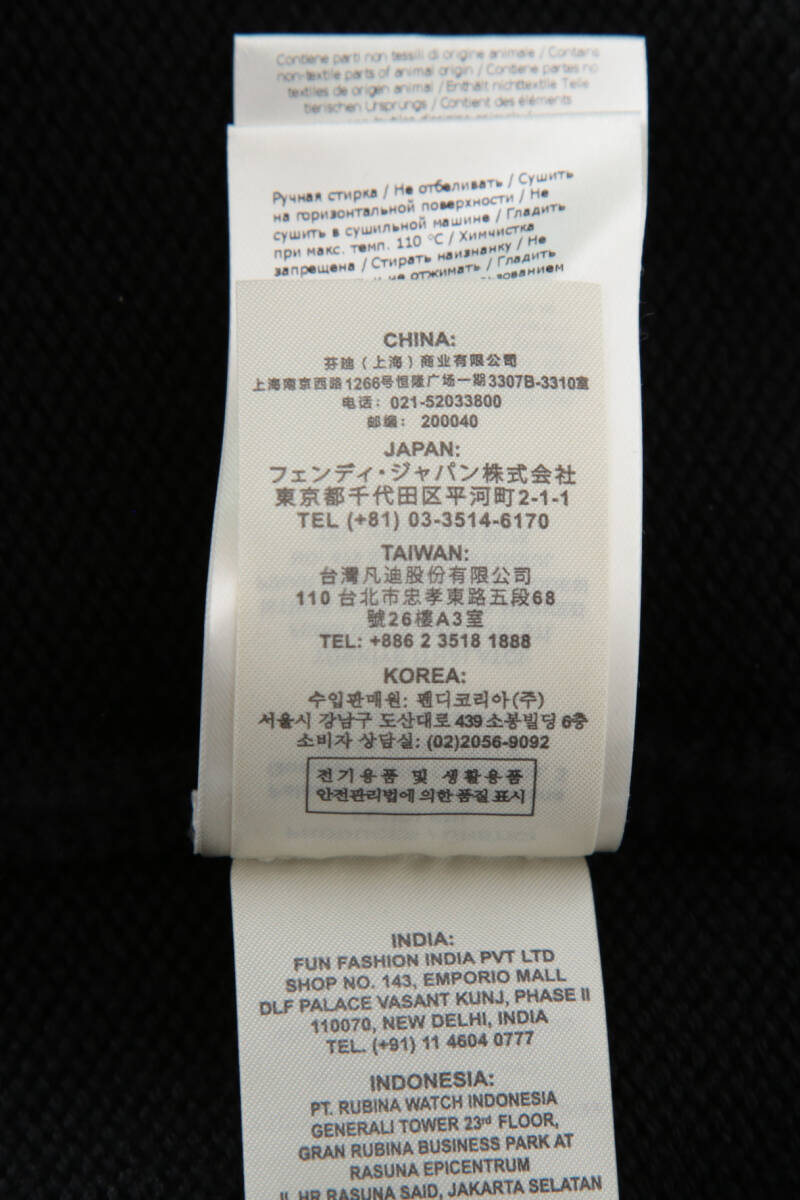 Contiene parti non tessili di origine animale / Contains
non-textile parts of animal origin / Contiene partes no
textiles de origen animal / Enthält nichttextile Teile
tierischen Ursprungs / Contient des éléments
Ручная стирка / Не отбеливать / Сушить
на горизонтальной поверхности / Не
сушить в сушильной машине / Гладить
при макс. темп. 110 °C / Химчистка
запрещена / Стирать наизнанку / Не
и не отжимать / Гладить
CHINA:
芬迪（上海）商业有限公司
上海南京西路1266号恒隆广场一期3307B-3310室
电话： 021-52033800
邮编： 200040
JAPAN:
フェンディ・ジャパン株式会社
東京都千代田区平河町2-1-1
TEL (+81) 03-3514-6170
TAIWAN:
台灣凡迪股份有限公司
110 台北市忠孝東路五段68
號26樓A3室
TEL: +886 2 3518 1888
KOREA:
수입판매원: 펜디코리아(주)
서울시 강남구 도산대로 439 소봉빌딩 6층
소비자 상담실: (02)2056-9092
전기용품 및 생활용품
안전관리법에 의한 품질 표시
INDIA:
FUN FASHION INDIA PVT LTD
SHOP NO. 143, EMPORIO MALL
DLF PALACE VASANT KUNJ, PHASE II
110070, NEW DELHI, INDIA
TEL. (+91) 11 4604 0777
INDONESIA:
PT. RUBINA WATCH INDONESIA
GENERALI TOWER 23rd FLOOR,
GRAN RUBINA BUSINESS PARK AT
RASUNA EPICENTRUM
JL.HR RASUNA SAID, JAKARTA SELATAN